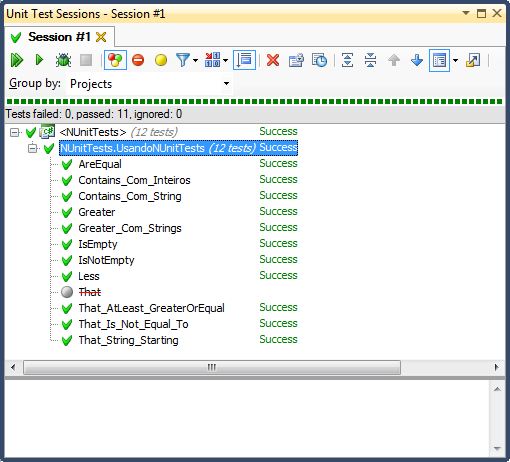 Unit Test Sessions - Session #1
Session #1
Group by: Projects
Tests failed: 0, passed: 11, ignored: 0
<NUnitTests> (12 tests) Success
NUnitTests.UsandoNUnitTests (12 tests) Success
AreEqual Success
Contains_Com_Inteiros Success
Contains_Com_String Success
Greater Success
Greater_Com_Strings Success
IsEmpty Success
IsNotEmpty Success
Less Success
That
That_AtLeast_GreaterOrEqual Success
That_Is_Not_Equal_To Success
That_String_Starting Success